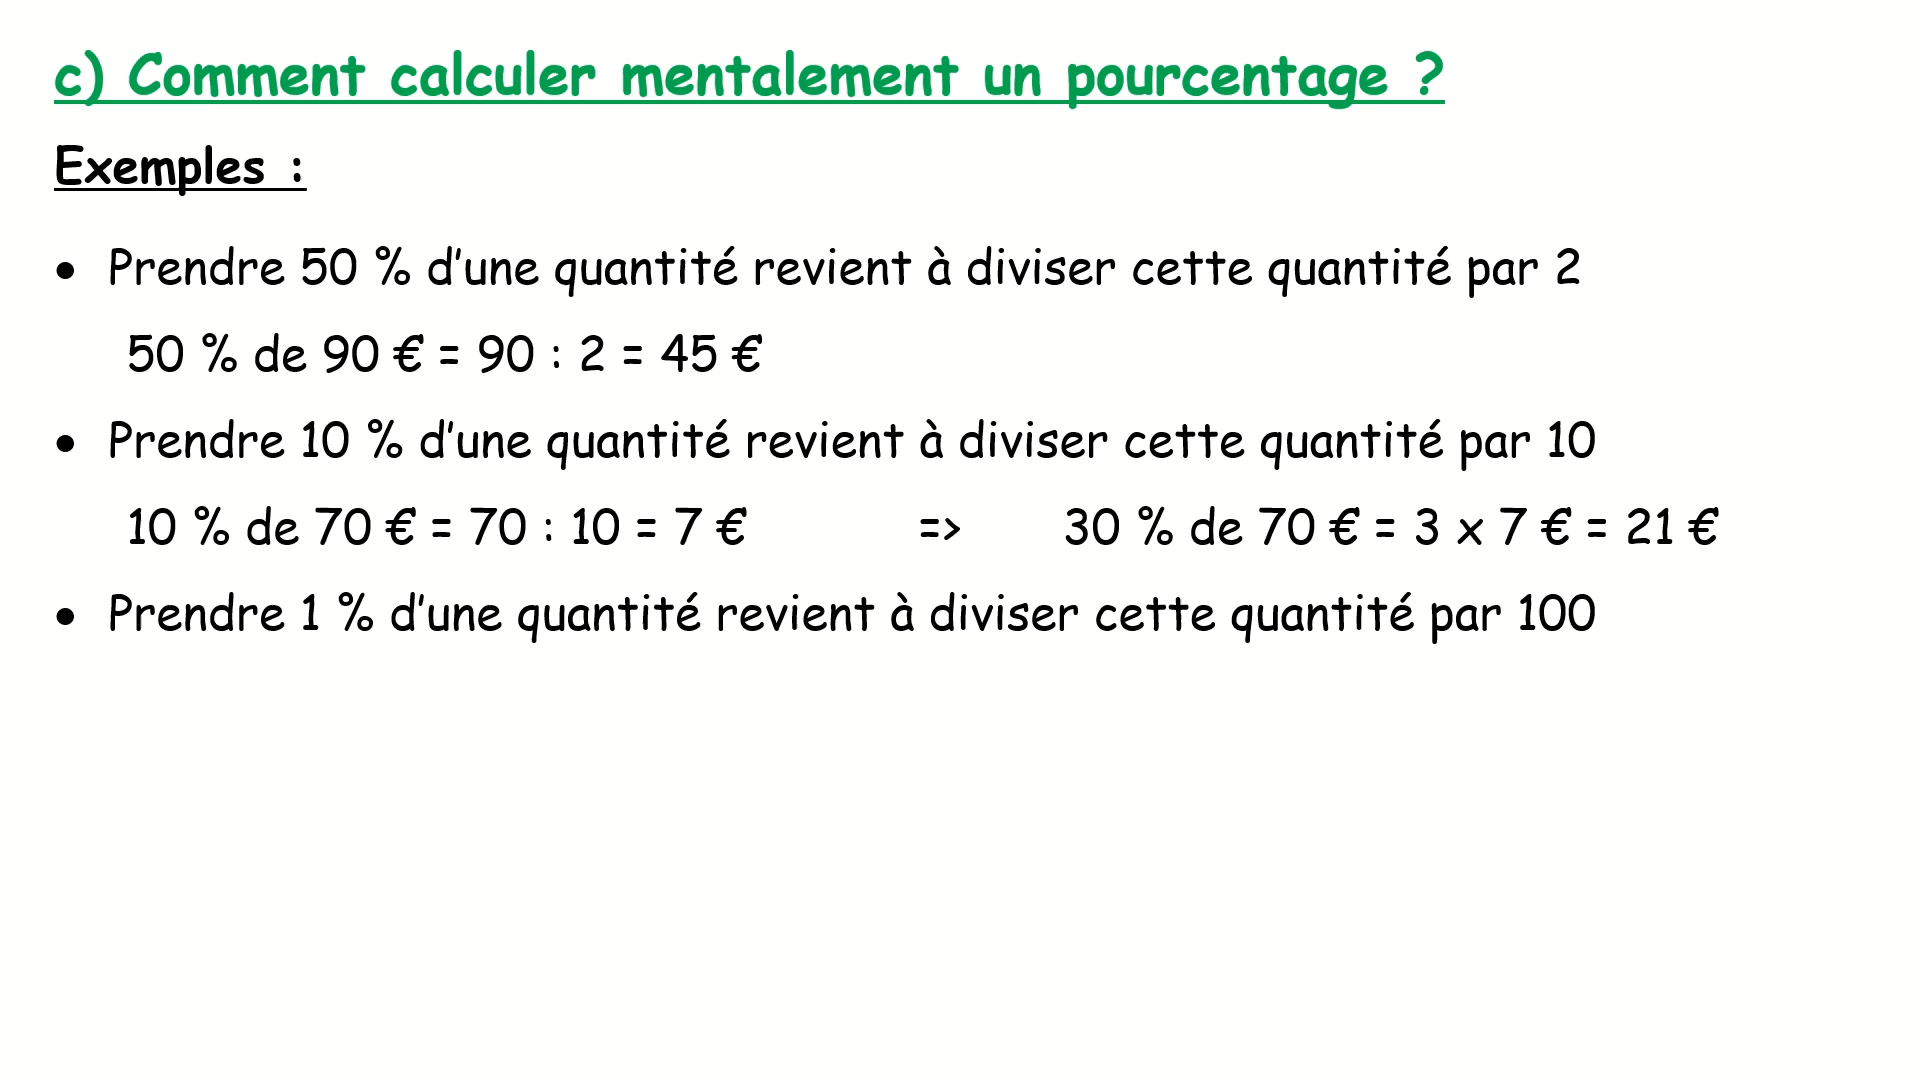 c) Comment calculer mentalement un pourcentage ?
Exemples :
• Prendre 50 % d’une quantité revient à diviser cette quantité par 2
50 % de 90 € = 90 : 2 = 45 €
• Prendre 10 % d’une quantité revient à diviser cette quantité par 10
10 % de 70 € = 70 : 10 = 7 € => 30 % de 70 € = 3 x 7 € = 21 €
• Prendre 1 % d’une quantité revient à diviser cette quantité par 100